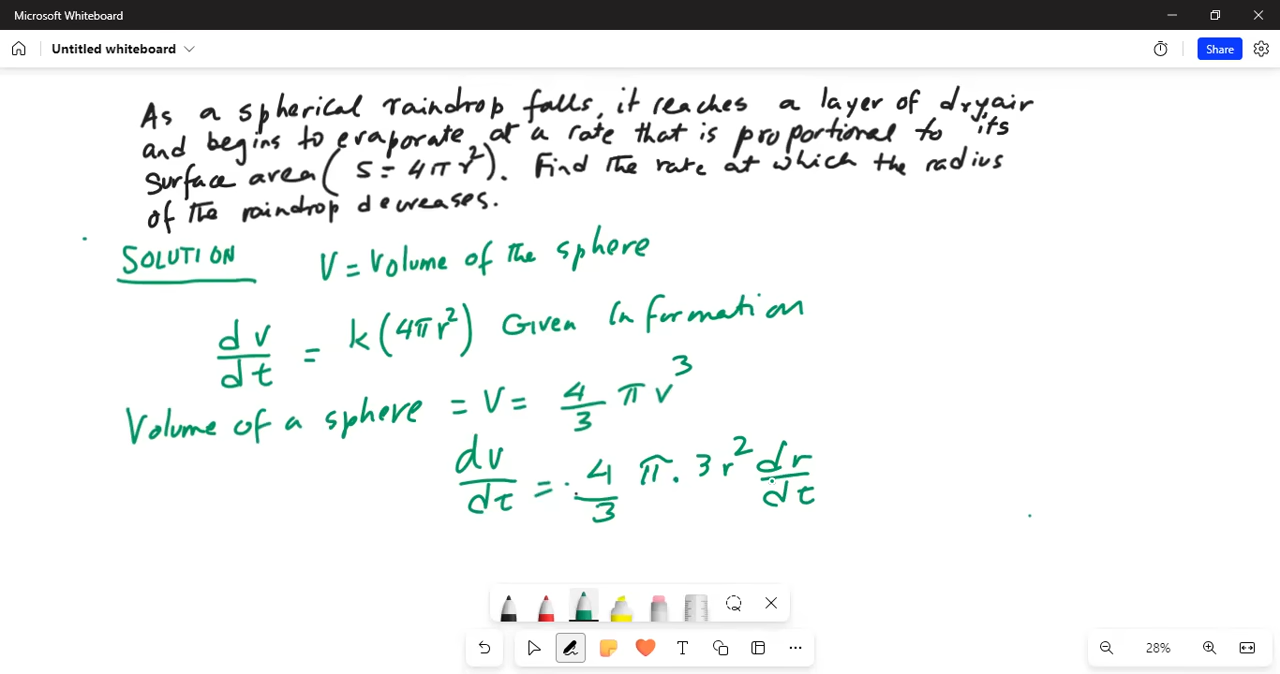 Microsoft Whiteboard
Untitled whiteboard
Share
As a spherical raindrop falls, it reaches a layer of dry air
and begins to evaporate at a rate that is proportional to its
Surface area (S = 4πr²). Find the rate at which the radius
of the raindrop decreases.
SOLUTION V = Volume of the sphere
dv/dt = k(4πr²) Given Information
Volume of a sphere = V = 4/3 πr³
dv/dt = 4/3 π. 3r² dr/dt
28%